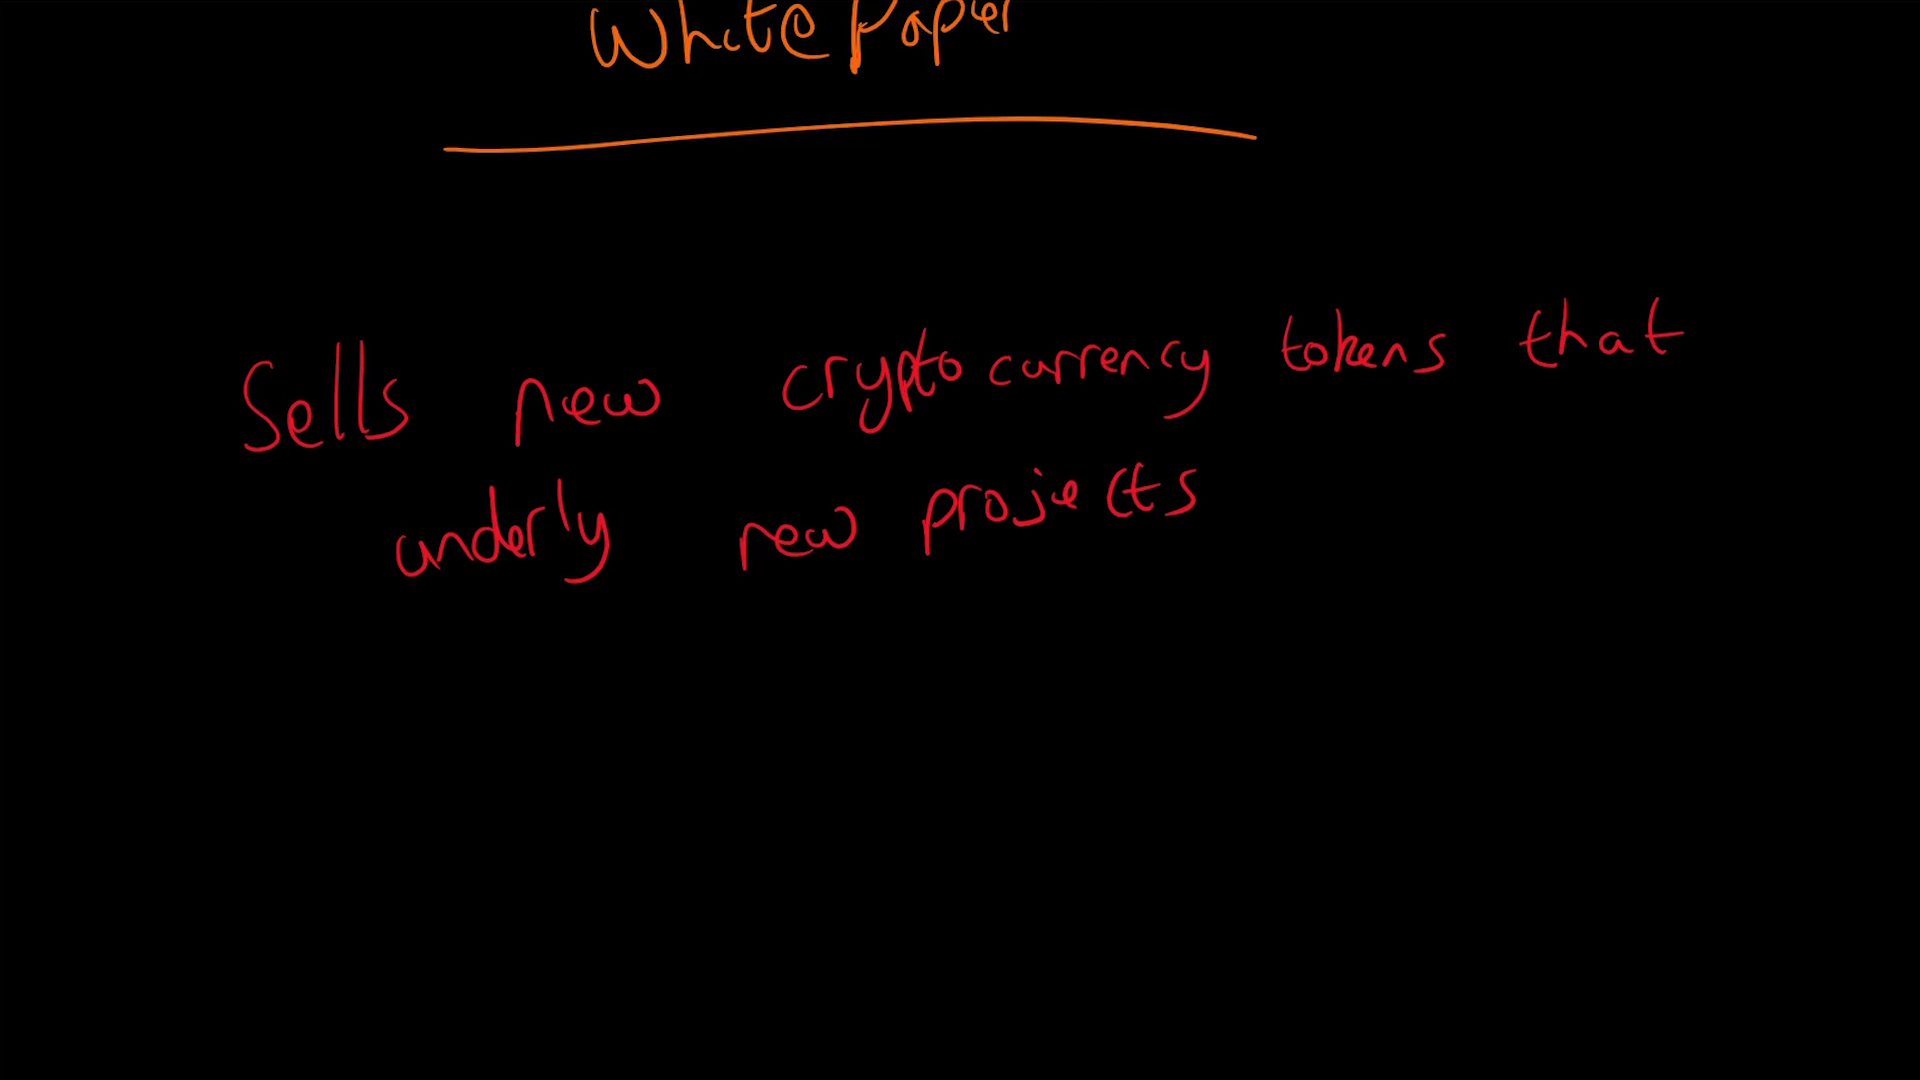 White Paper
Sells new cryptocurrency tokens that
underly new projects